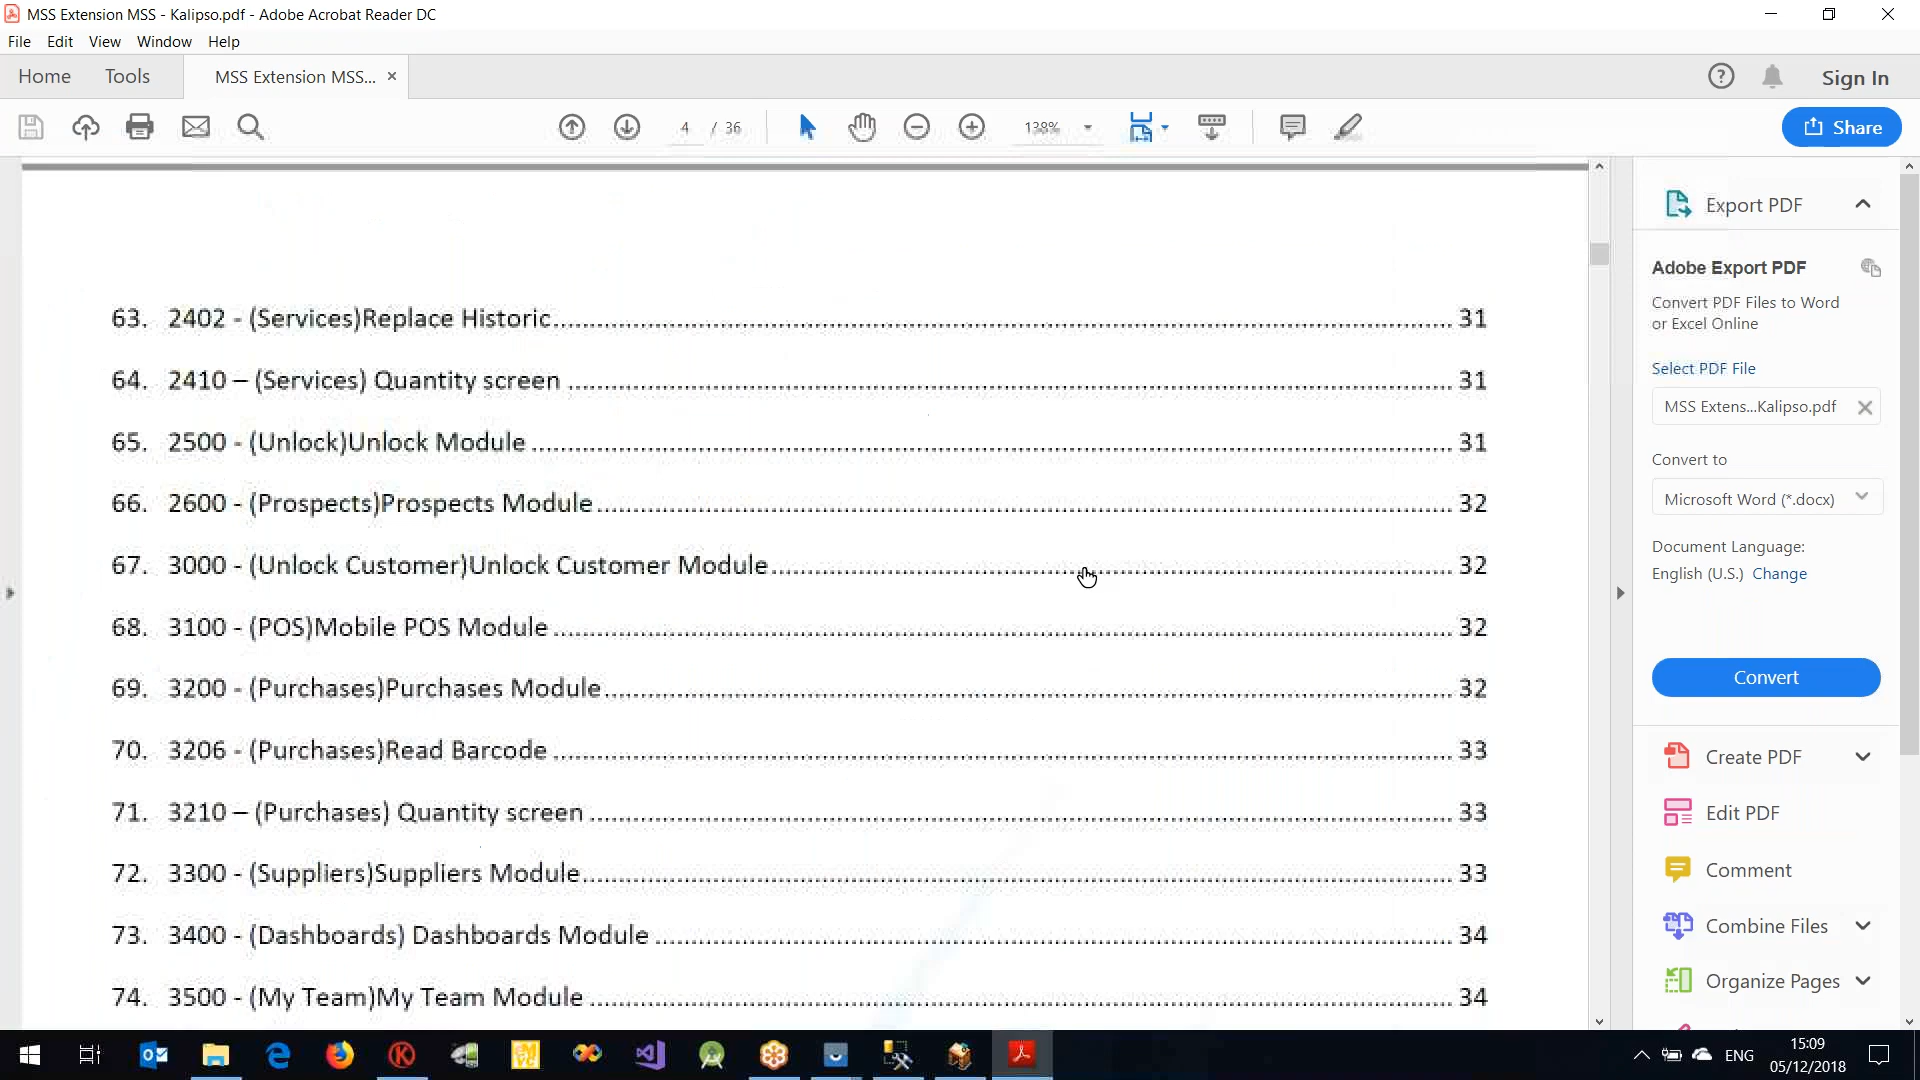 MSS Extension MSS - Kalipso.pdf - Adobe Acrobat Reader DC
File Edit View Window Help
Home Tools MSS Extension MSS... × Sign In
4 / 36 138% Share
63. 2402 - (Services)Replace Historic 31
64. 2410 – (Services) Quantity screen 31
65. 2500 - (Unlock)Unlock Module 31
66. 2600 - (Prospects)Prospects Module 32
67. 3000 - (Unlock Customer)Unlock Customer Module 32
68. 3100 - (POS)Mobile POS Module 32
69. 3200 - (Purchases)Purchases Module 32
70. 3206 - (Purchases)Read Barcode 33
71. 3210 – (Purchases) Quantity screen 33
72. 3300 - (Suppliers)Suppliers Module 33
73. 3400 - (Dashboards) Dashboards Module 34
74. 3500 - (My Team)My Team Module 34
Export PDF
Adobe Export PDF
Convert PDF Files to Word
or Excel Online
Select PDF File
MSS Extens...Kalipso.pdf
Convert to
Microsoft Word (*.docx)
Document Language:
English (U.S.) Change
Convert
Create PDF
Edit PDF
Comment
Combine Files
Organize Pages
ENG
15:09
05/12/2018